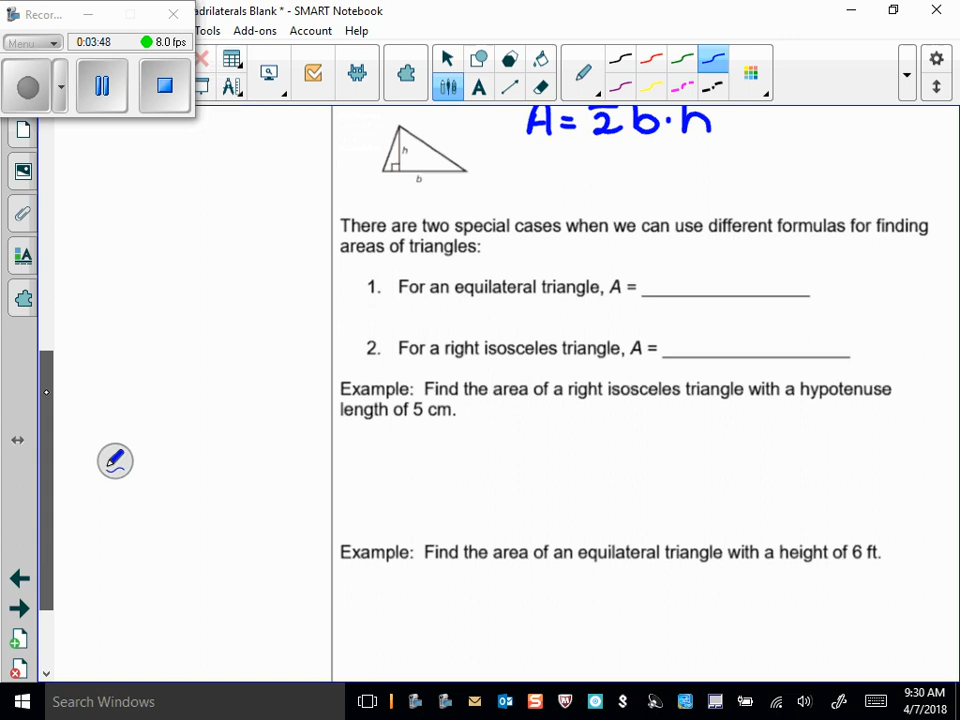 Recor...
adrilaterals Blank * - SMART Notebook
Tools Add-ons Account Help
Menu
0:03:48
8.0 fps
A = 2 b · h
h
b
There are two special cases when we can use different formulas for finding
areas of triangles:
1. For an equilateral triangle, A = ________________
2. For a right isosceles triangle, A = __________________
Example: Find the area of a right isosceles triangle with a hypotenuse
length of 5 cm.
Example: Find the area of an equilateral triangle with a height of 6 ft.
Search Windows
9:30 AM
4/7/2018